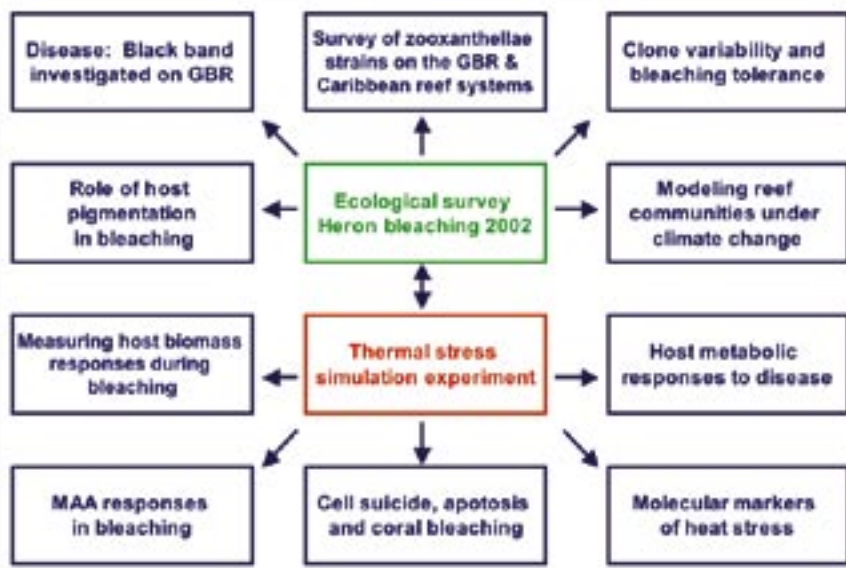 Disease: Black band
investigated on GBR
Survey of zooxanthellae
strains on the GBR &
Caribbean reef systems
Clone variability and
bleaching tolerance
Role of host
pigmentation
in bleaching
Ecological survey
Heron bleaching 2002
Modeling reef
communities under
climate change
Measuring host biomass
responses during
bleaching
Thermal stress
simulation experiment
Host metabolic
responses to disease
MAA responses
in bleaching
Cell suicide, apotosis
and coral bleaching
Molecular markers
of heat stress